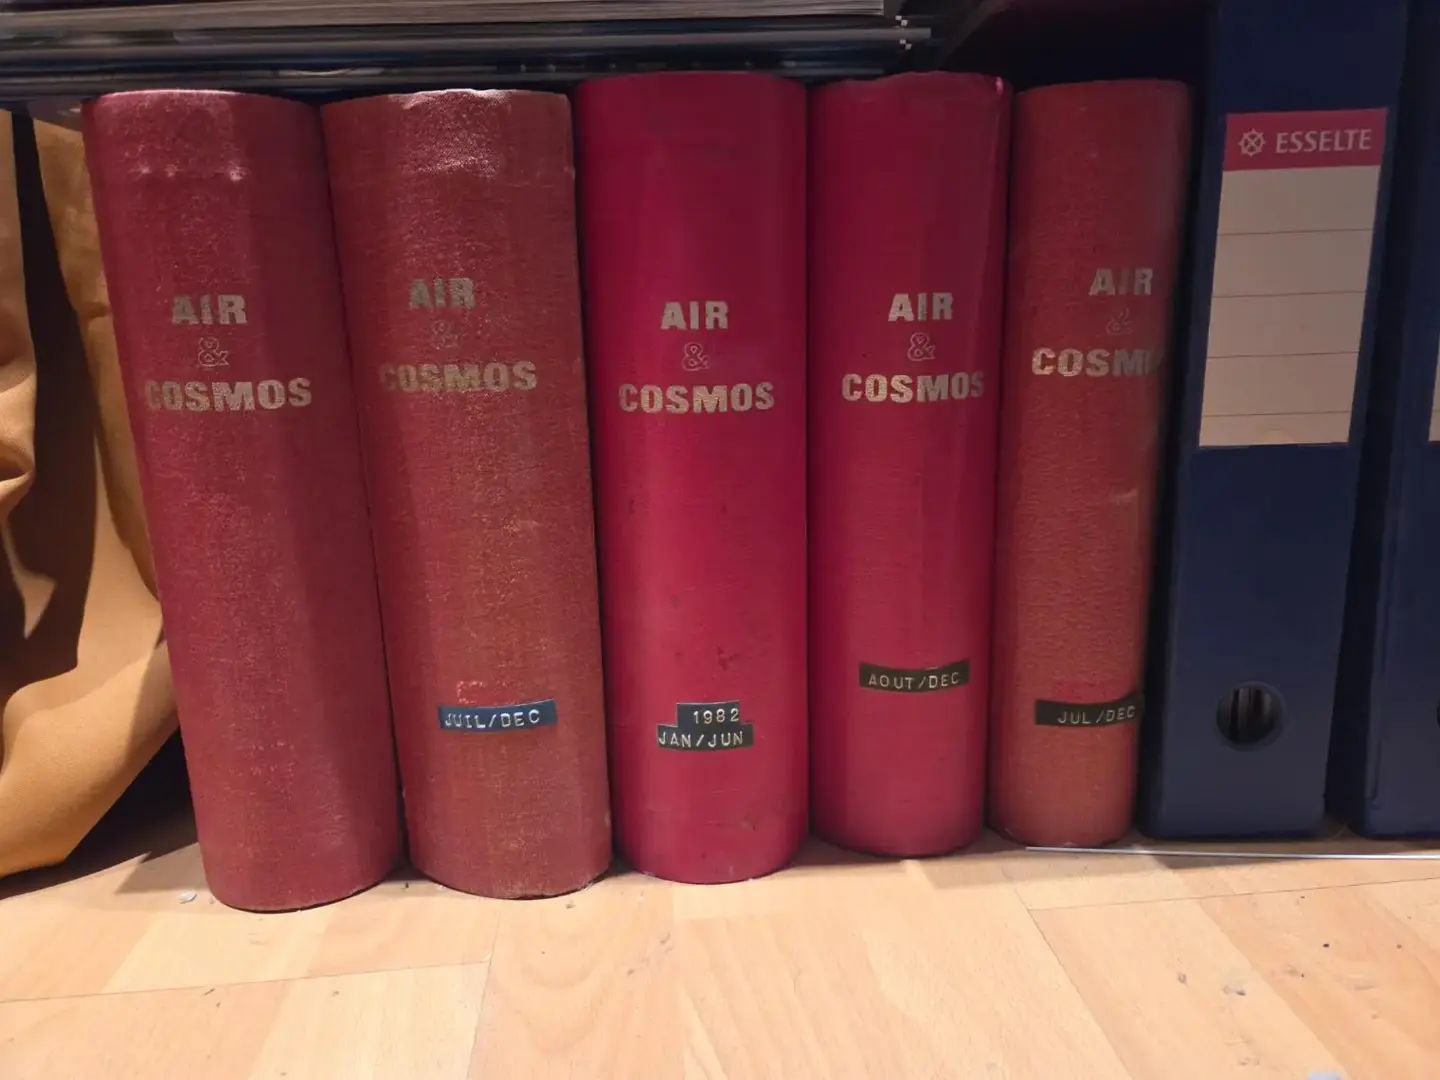 AIR
&
COSMOS
AIR
&
COSMOS
JUIL/DEC
AIR
&
COSMOS
1982
JAN/JUN
AIR
&
COSMOS
AOUT/DEC
AIR
&
COSMO
JUL/DEC
ESSELTE